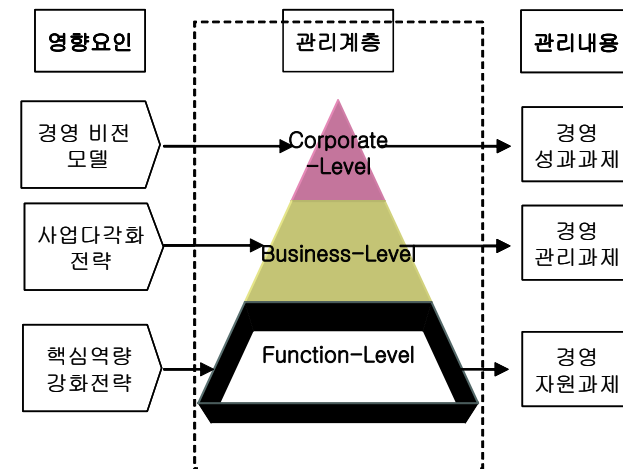 영향요인
관리계층
관리내용
경영 비전
모델
Corporate
-Level
경영
성과과제
사업다각화
전략
Business-Level
경영
관리과제
핵심역량
강화전략
Function-Level
경영
자원과제